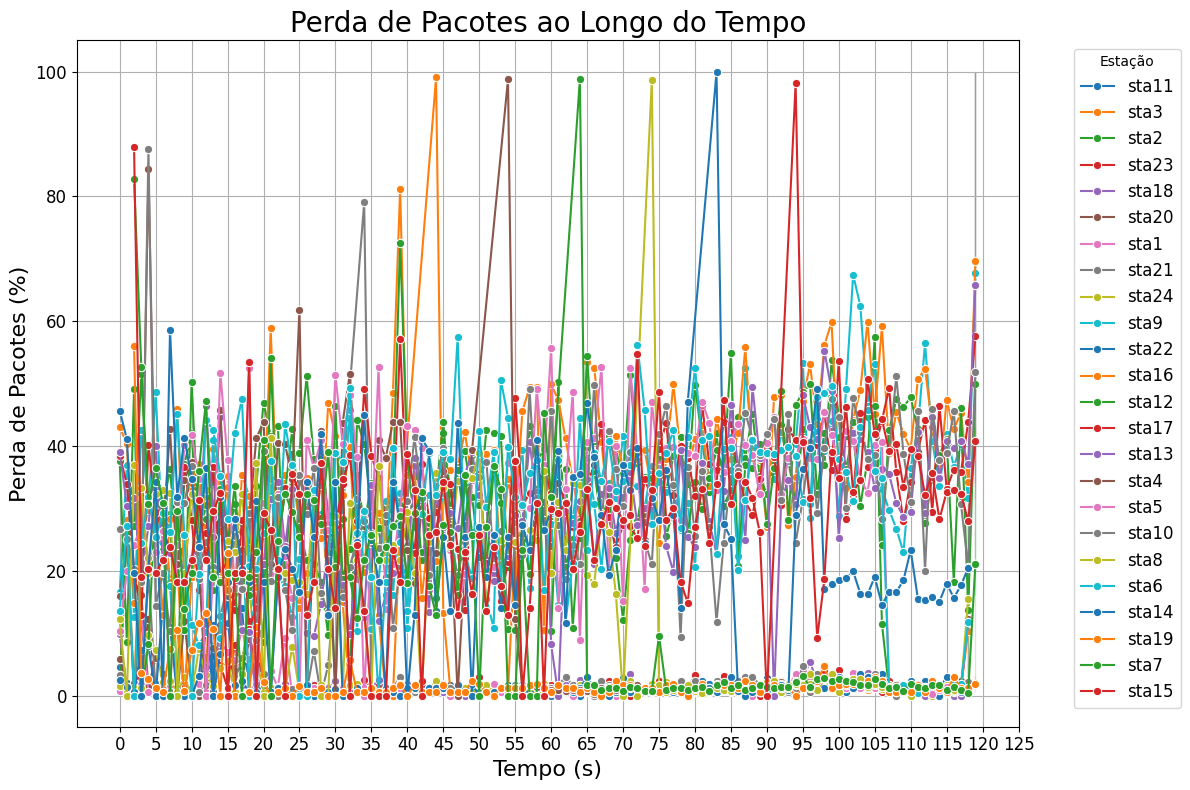 Perda de Pacotes ao Longo do Tempo
Perda de Pacotes (%)
100
80
60
40
20
0
0 5 10 15 20 25 30 35 40 45 50 55 60 65 70 75 80 85 90 95 100 105 110 115 120 125
Tempo (s)
Estação
sta11
sta3
sta2
sta23
sta18
sta20
sta1
sta21
sta24
sta9
sta22
sta16
sta12
sta17
sta13
sta4
sta5
sta10
sta8
sta6
sta14
sta19
sta7
sta15